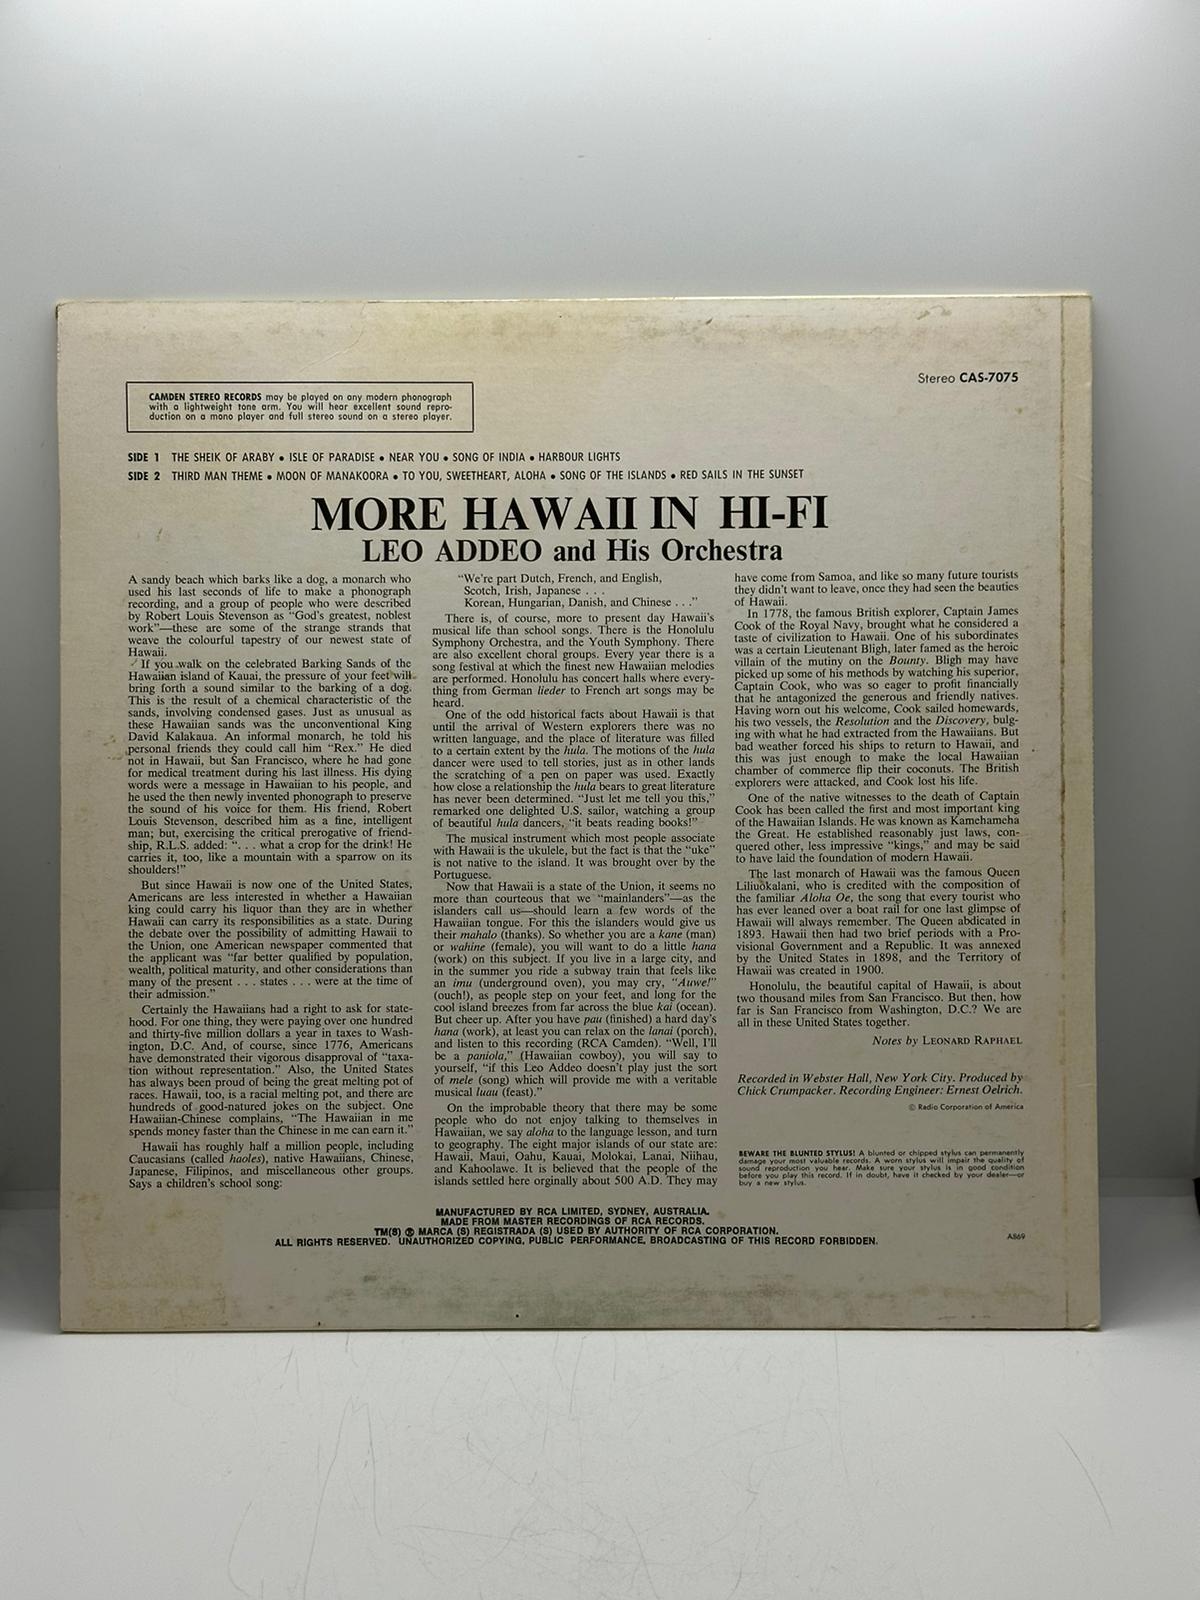 Stereo CAS-7075
CAMDEN STEREO RECORDS may be played on any modern phonograph
with a lightweight tone arm. You will hear excellent sound repro-
duction on a mono player and full stereo sound on a stereo player.
SIDE 1 THE SHEIK OF ARABY • ISLE OF PARADISE • NEAR YOU • SONG OF INDIA • HARBOUR LIGHTS
SIDE 2 THIRD MAN THEME • MOON OF MANAKOORA • TO YOU, SWEETHEART, ALOHA • SONG OF THE ISLANDS • RED SAILS IN THE SUNSET
MORE HAWAII IN HI-FI
LEO ADDEO and His Orchestra
A sandy beach which barks like a dog, a monarch who
used his last seconds of life to make a phonograph
recording, and a group of people who were described
by Robert Louis Stevenson as "God's greatest, noblest
work"—these are some of the strange strands that
weave the colourful tapestry of our newest state of
Hawaii.
If you walk on the celebrated Barking Sands of the
Hawaiian island of Kauai, the pressure of your feet will
bring forth a sound similar to the barking of a dog.
This is the result of a chemical characteristic of the
sands, involving condensed gases. Just as unusual as
these Hawaiian sands was the unconventional King
David Kalakaua. An informal monarch, he told his
personal friends they could call him "Rex." He died
not in Hawaii, but San Francisco, where he had gone
for medical treatment during his last illness. His dying
words were a message in Hawaiian to his people, and
he used the then newly invented phonograph to preserve
the sound of his voice for them. His friend, Robert
Louis Stevenson, described him as a fine, intelligent
man; but, exercising the critical prerogative of friend-
ship, R.L.S. added: ". . . what a crop for the drink! He
carries it, too, like a mountain with a sparrow on its
shoulders!"
But since Hawaii is now one of the United States,
Americans are less interested in whether a Hawaiian
king could carry his liquor than they are in whether
Hawaii can carry its responsibilities as a state. During
the debate over the possibility of admitting Hawaii to
the Union, one American newspaper commented that
the applicant was "far better qualified by population,
wealth, political maturity, and other considerations than
many of the present . . . states . . . were at the time of
their admission."
Certainly the Hawaiians had a right to ask for state-
hood. For one thing, they were paying over one hundred
and thirty-five million dollars a year in taxes to Wash-
ington, D.C. And, of course, since 1776, Americans
have demonstrated their vigorous disapproval of "taxa-
tion without representation." Also, the United States
has always been proud of being the great melting pot of
races. Hawaii, too, is a racial melting pot, and there are
hundreds of good-natured jokes on the subject. One
Hawaiian-Chinese complains, "The Hawaiian in me
spends money faster than the Chinese in me can earn it."
Hawaii has roughly half a million people, including
Caucasians (called haoles), native Hawaiians, Chinese,
Japanese, Filipinos, and miscellaneous other groups.
Says a children's school song:
"We're part Dutch, French, and English,
Scotch, Irish, Japanese . . .
Korean, Hungarian, Danish, and Chinese . . ."
There is, of course, more to present day Hawaii's
musical life than school songs. There is the Honolulu
Symphony Orchestra, and the Youth Symphony. There
are also excellent choral groups. Every year there is a
song festival at which the finest new Hawaiian melodies
are performed. Honolulu has concert halls where every-
thing from German lieder to French art songs may be
heard.
One of the odd historical facts about Hawaii is that
until the arrival of Western explorers there was no
written language, and the place of literature was filled
to a certain extent by the hula. The motions of the hula
dancer were used to tell stories, just as in other lands
the scratching of a pen on paper was used. Exactly
how close a relationship the hula bears to great literature
has never been determined. "Just let me tell you this,"
remarked one delighted U.S. sailor, watching a group
of beautiful hula dancers, "it beats reading books!"
The musical instrument which most people associate
with Hawaii is the ukulele, but the fact is that the "uke"
is not native to the island. It was brought over by the
Portuguese.
Now that Hawaii is a state of the Union, it seems no
more than courteous that we "mainlanders"—as the
islanders call us—should learn a few words of the
Hawaiian tongue. For this the islanders would give us
their mahalo (thanks). So whether you are a kane (man)
or wahine (female), you will want to do a little hana
(work) on this subject. If you live in a large city, and
in the summer you ride a subway train that feels like
an imu (underground oven), you may cry, "Auwe!"
(ouch!), as people step on your feet, and long for the
cool island breezes from far across the blue kai (ocean).
But cheer up. After you have pau (finished) a hard day's
hana (work), at least you can relax on the lanai (porch),
and listen to this recording (RCA Camden). "Well, I'll
be a paniola," (Hawaiian cowboy), you will say to
yourself, "if this Leo Addeo doesn't play just the sort
of mele (song) which will provide me with a veritable
musical luau (feast)."
On the improbable theory that there may be some
people who do not enjoy talking to themselves in
Hawaiian, we say aloha to the language lesson, and turn
to geography. The eight major islands of our state are:
Hawaii, Maui, Oahu, Kauai, Molokai, Lanai, Niihau,
and Kahoolawe. It is believed that the people of the
islands settled here orginally about 500 A.D. They may
have come from Samoa, and like so many future tourists
they didn't want to leave, once they had seen the beauties
of Hawaii.
In 1778, the famous British explorer, Captain James
Cook of the Royal Navy, brought what he considered a
taste of civilization to Hawaii. One of his subordinates
was a certain Lieutenant Bligh, later famed as the heroic
villain of the mutiny on the Bounty. Bligh may have
picked up some of his methods by watching his superior,
Captain Cook, who was so eager to profit financially
that he antagonized the generous and friendly natives.
Having worn out his welcome, Cook sailed homewards,
his two vessels, the Resolution and the Discovery, bulg-
ing with what he had extracted from the Hawaiians. But
bad weather forced his ships to return to Hawaii, and
this was just enough to make the local Hawaiian
chamber of commerce flip their coconuts. The British
explorers were attacked, and Cook lost his life.
One of the native witnesses to the death of Captain
Cook has been called the first and most important king
of the Hawaiian Islands. He was known as Kamehameha
the Great. He established reasonably just laws, con-
quered other, less impressive "kings," and may be said
to have laid the foundation of modern Hawaii.
The last monarch of Hawaii was the famous Queen
Liliuokalani, who is credited with the composition of
the familiar Aloha Oe, the song that every tourist who
has ever leaned over a boat rail for one last glimpse of
Hawaii will always remember. The Queen abdicated in
1893. Hawaii then had two brief periods with a Pro-
visional Government and a Republic. It was annexed
by the United States in 1898, and the Territory of
Hawaii was created in 1900.
Honolulu, the beautiful capital of Hawaii, is about
two thousand miles from San Francisco. But then, how
far is San Francisco from Washington, D.C.? We are
all in these United States together.
Notes by LEONARD RAPHAEL
Recorded in Webster Hall, New York City. Produced by
Chick Crumpacker. Recording Engineer: Ernest Oelrich.
© Radio Corporation of America
BEWARE THE BLUNTED STYLUS! A blunted or chipped stylus can permanently
damage your most valuable records. A worn stylus will impair the quality of
sound reproduction you hear. Make sure your stylus is in good condition
before you play this record. If in doubt, have it checked by your dealer—or
buy a new stylus.
MANUFACTURED BY RCA LIMITED, SYDNEY, AUSTRALIA.
MADE FROM MASTER RECORDINGS OF RCA RECORDS.
TM(S) ® MARCA (S) REGISTRADA (S) USED BY AUTHORITY OF RCA CORPORATION.
ALL RIGHTS RESERVED. UNAUTHORIZED COPYING, PUBLIC PERFORMANCE, BROADCASTING OF THIS RECORD FORBIDDEN.
A869